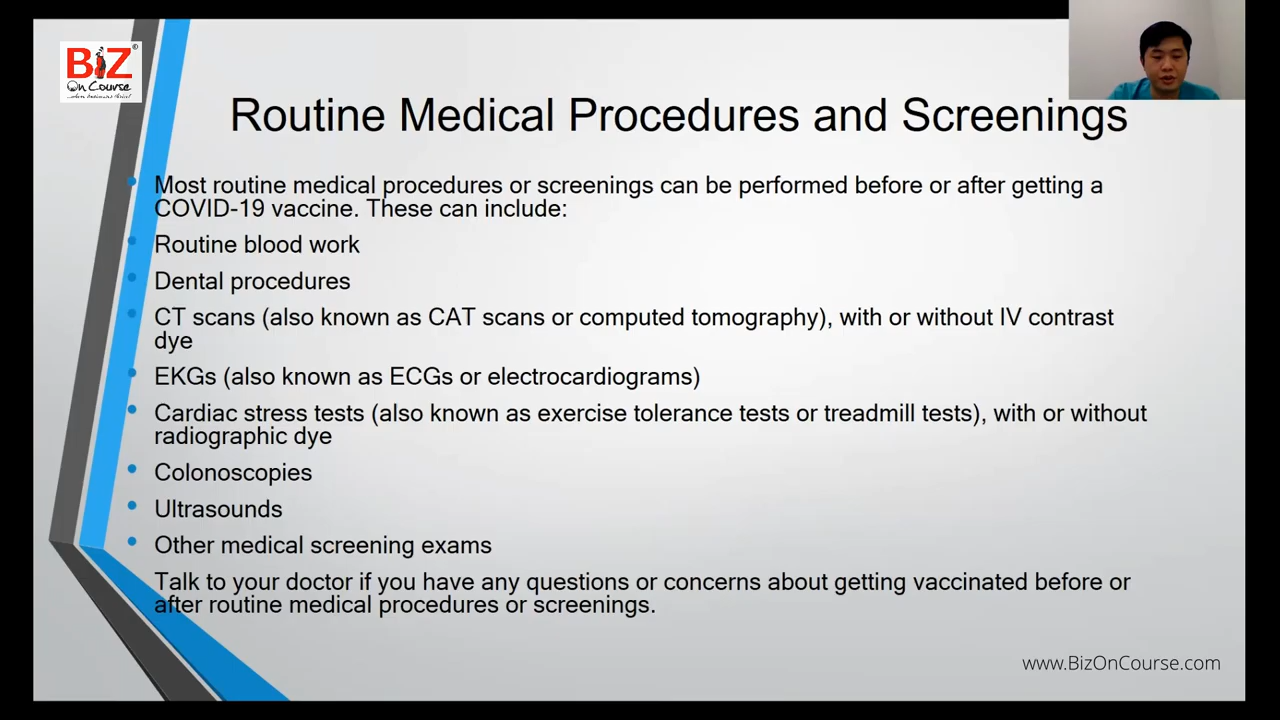 BiZ
On Course
Routine Medical Procedures and Screenings
Most routine medical procedures or screenings can be performed before or after getting a
COVID-19 vaccine. These can include:
Routine blood work
Dental procedures
CT scans (also known as CAT scans or computed tomography), with or without IV contrast
dye
EKGs (also known as ECGs or electrocardiograms)
Cardiac stress tests (also known as exercise tolerance tests or treadmill tests), with or without
radiographic dye
Colonoscopies
Ultrasounds
Other medical screening exams
Talk to your doctor if you have any questions or concerns about getting vaccinated before or
after routine medical procedures or screenings.
www.BizOnCourse.com